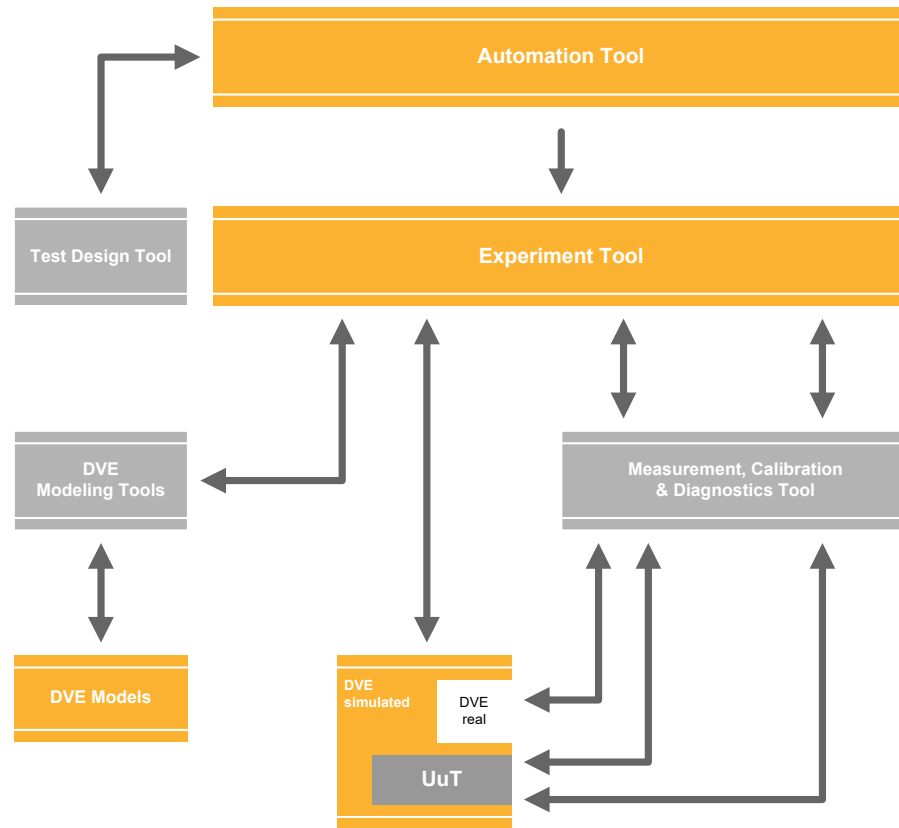 Automation Tool
Test Design Tool
Experiment Tool
DVE
Modeling Tools
Measurement, Calibration
& Diagnostics Tool
DVE Models
DVE
simulated
DVE
real
UuT